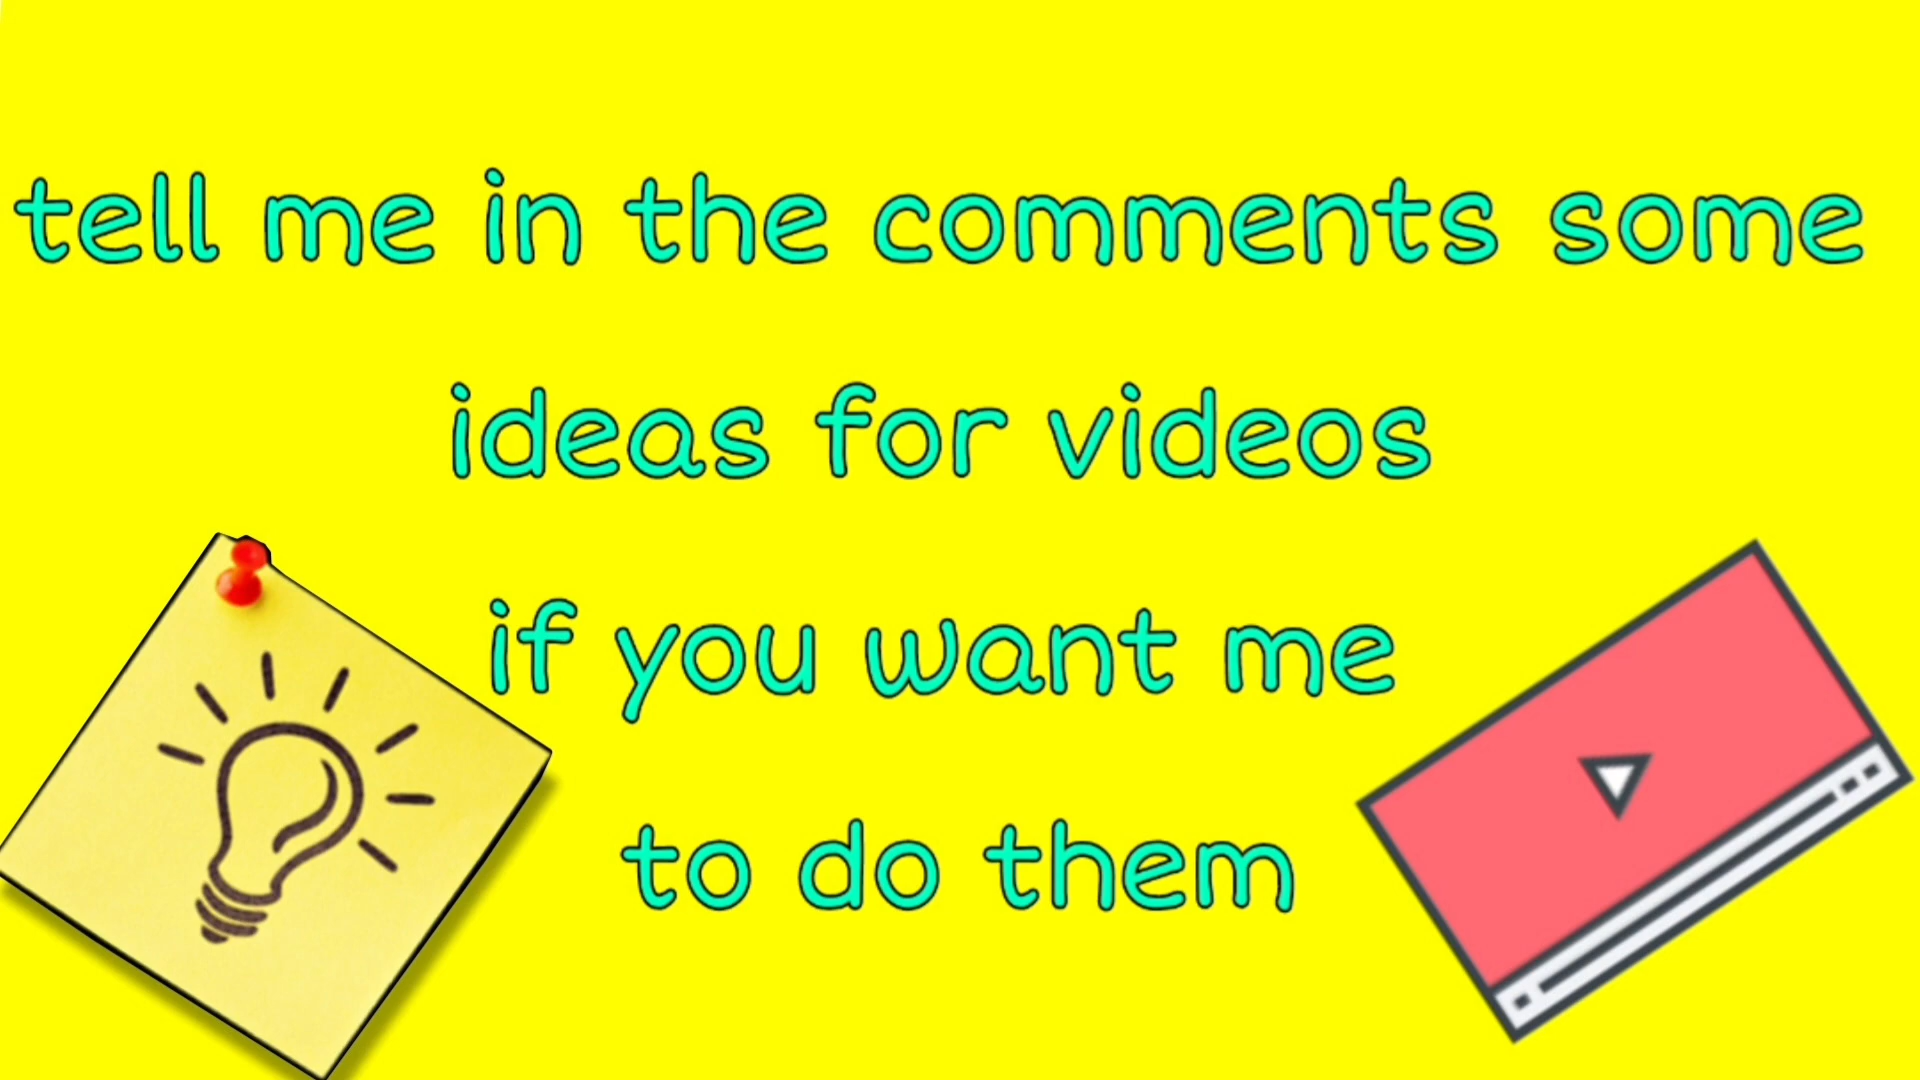 tell me in the comments some
ideas for videos
if you want me
to do them